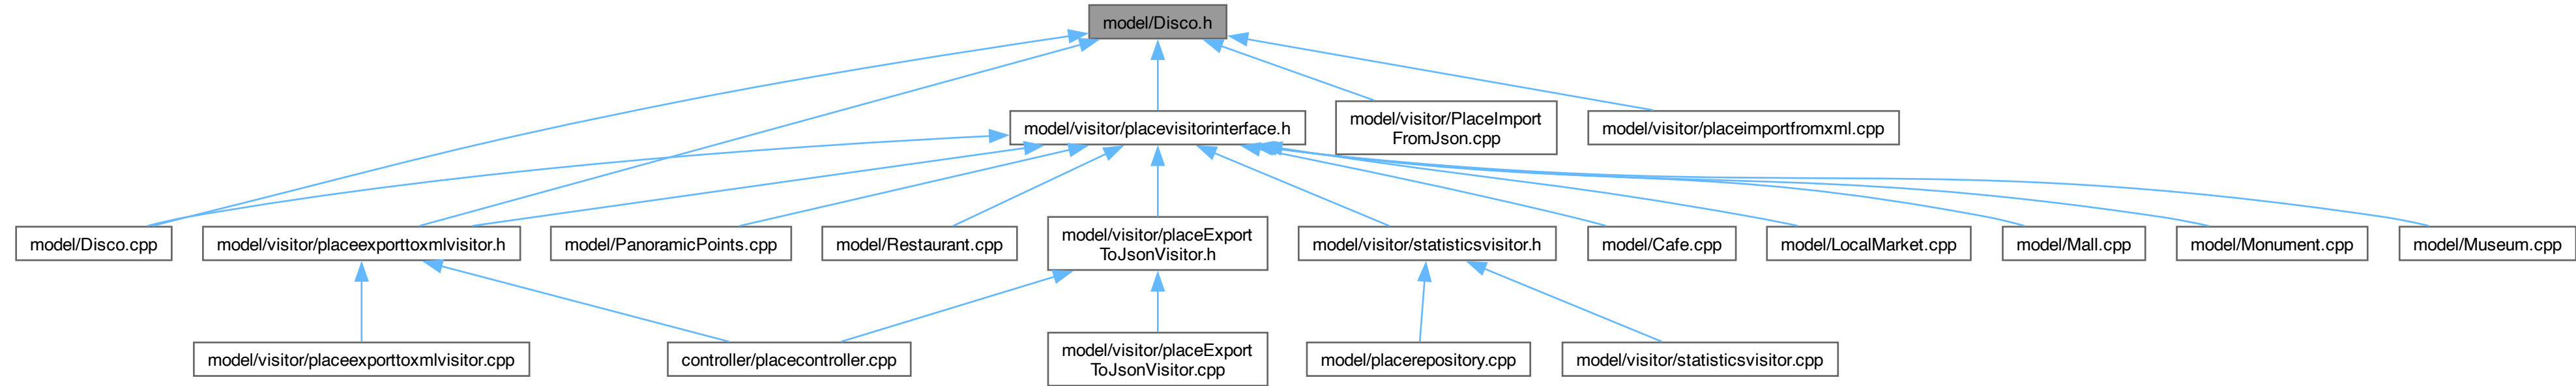 model/Disco.h
model/visitor/placevisitorinterface.h
model/visitor/PlaceImport
FromJson.cpp
model/visitor/placeimportfromxml.cpp
model/Disco.cpp
model/visitor/placeexporttoxmlvisitor.h
model/PanoramicPoints.cpp
model/Restaurant.cpp
model/visitor/placeExport
ToJsonVisitor.h
model/visitor/statisticsvisitor.h
model/Cafe.cpp
model/LocalMarket.cpp
model/Mall.cpp
model/Monument.cpp
model/Museum.cpp
model/visitor/placeexporttoxmlvisitor.cpp
controller/placecontroller.cpp
model/visitor/placeExport
ToJsonVisitor.cpp
model/placerepository.cpp
model/visitor/statisticsvisitor.cpp